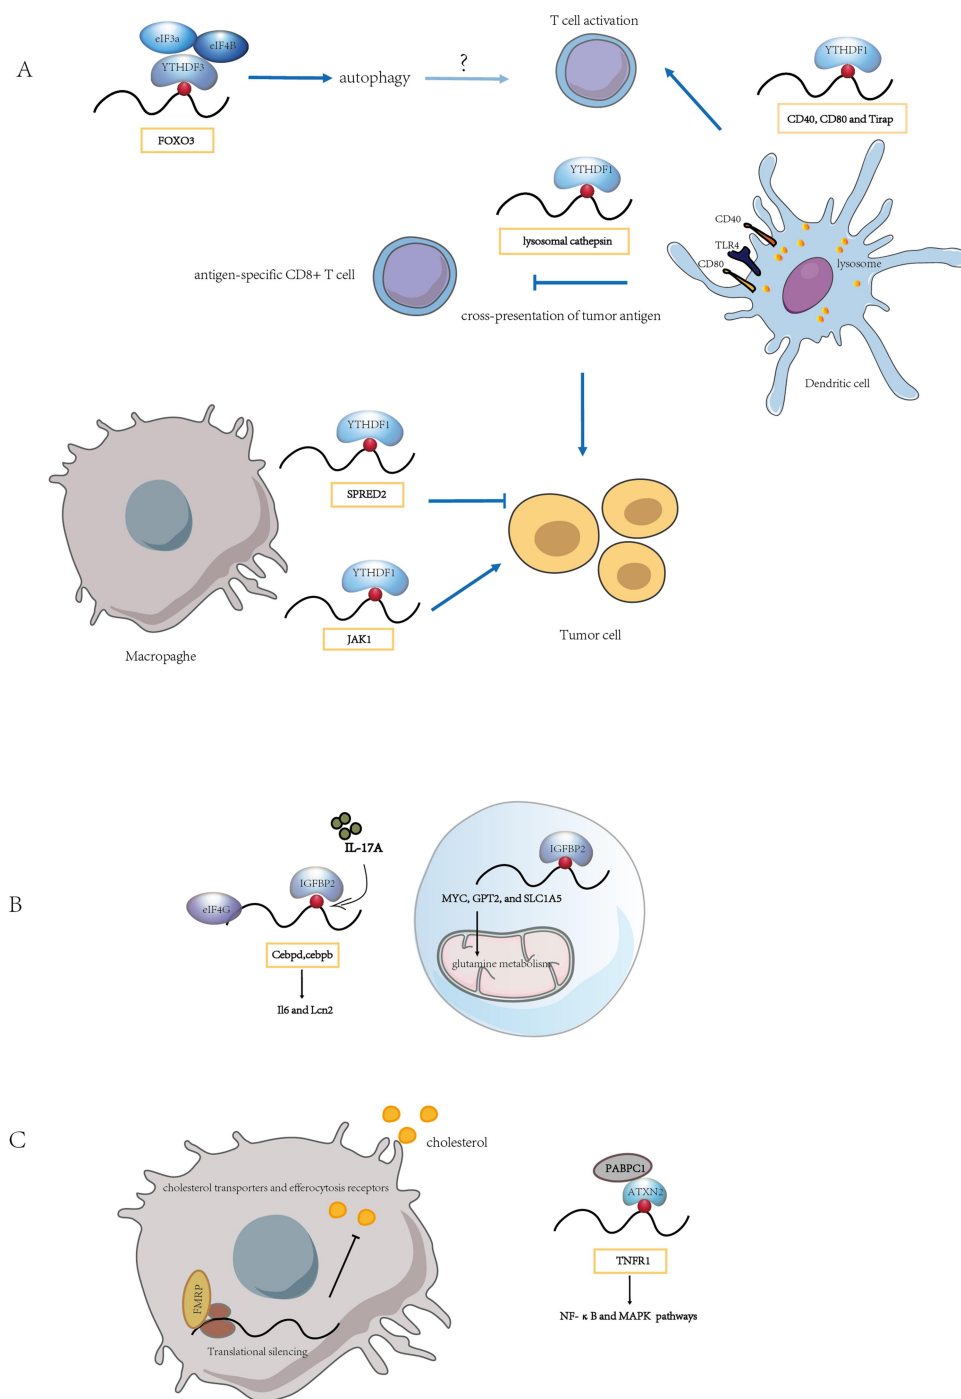 A
eIF3a
eIF4B
YTHDF3
FOXO3
autophagy
?
T cell activation
YTHDF1
CD40, CD80 and Tirap
YTHDF1
lysosomal cathepsin
antigen-specific CD8+ T cell
cross-presentation of tumor antigen
CD40
TLR4
CD80
lysosome
Dendritic cell
YTHDF1
SPRED2
YTHDF1
JAK1
Macropaghe
Tumor cell
B
IL-17A
IGFBP2
eIF4G
Cebpd,cebpb
Il6 and Lcn2
IGFBP2
MYC, GPT2, and SLC1A5
glutamine metabolism
C
cholesterol
cholesterol transporters and efferocytosis receptors
FMRP
Translational silencing
PABPC1
ATXN2
TNFR1
NF- κ B and MAPK pathways